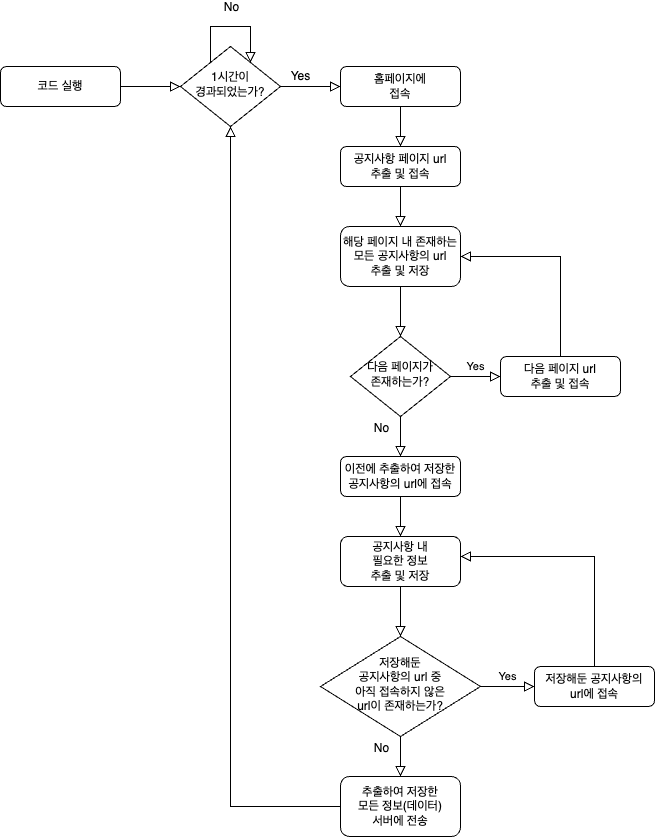 No
코드 실행
1시간이
경과되었는가?
Yes
홈페이지에
접속
공지사항 페이지 url
추출 및 접속
해당 페이지 내 존재하는
모든 공지사항의 url
추출 및 저장
다음 페이지가
존재하는가?
Yes
다음 페이지 url
추출 및 접속
No
이전에 추출하여 저장한
공지사항의 url에 접속
공지사항 내
필요한 정보
추출 및 저장
저장해둔
공지사항의 url 중
아직 접속하지 않은
url이 존재하는가?
Yes
저장해둔 공지사항의
url에 접속
No
추출하여 저장한
모든 정보(데이터)
서버에 전송